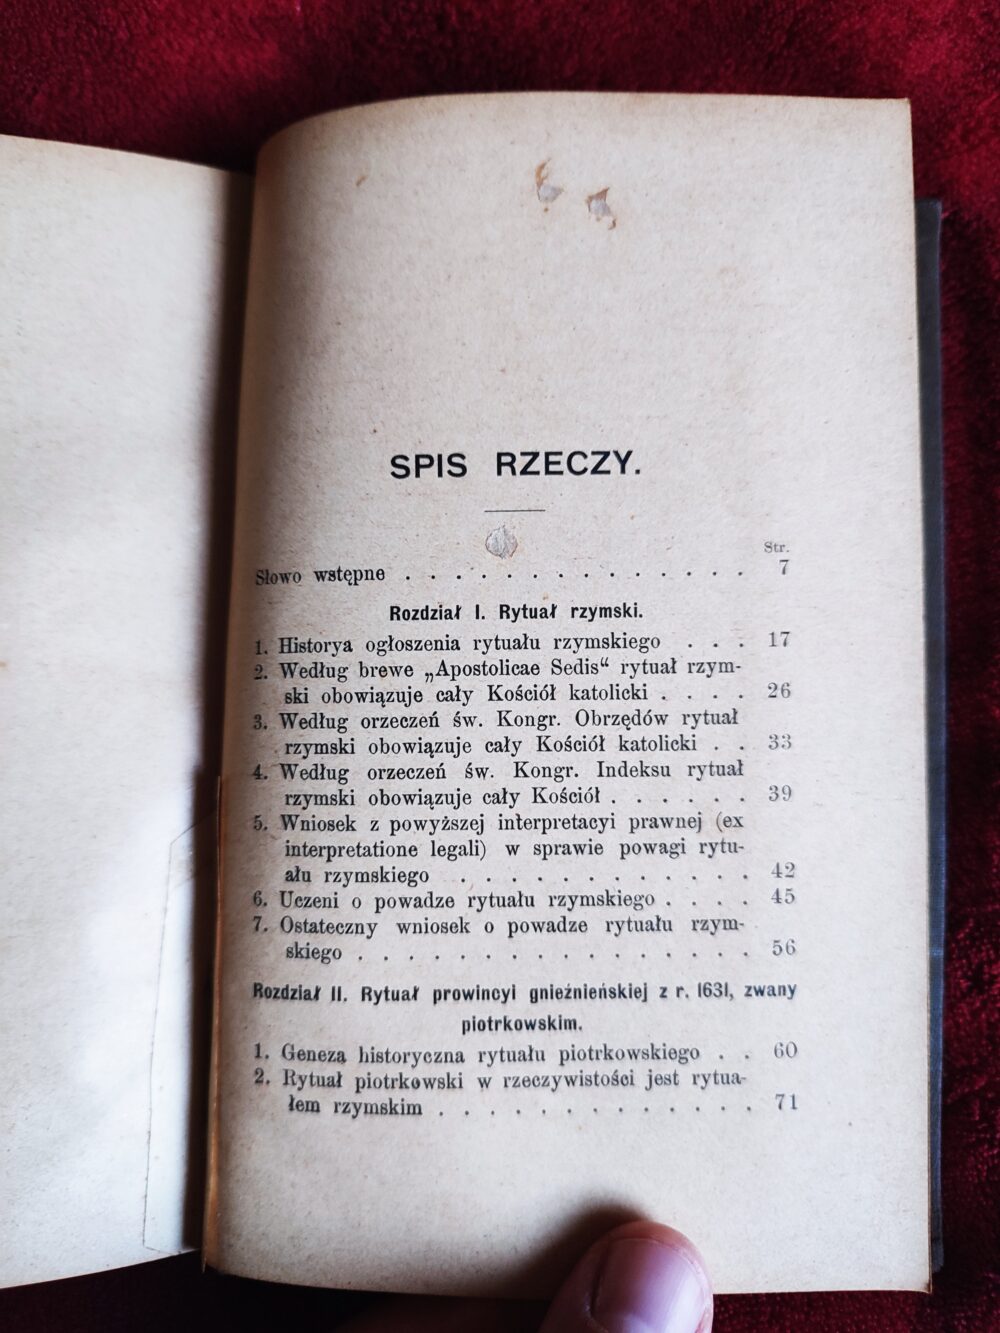 SPIS RZECZY.
Str.
Słowo wstępne . . . . . . . . . . . . . . 7
Rozdział I. Rytuał rzymski.
1. Historya ogłoszenia rytuału rzymskiego . . . 17
2. Według brewe „Apostolicae Sedis“ rytuał rzym-
ski obowiązuje cały Kościół katolicki . . . . 26
3. Według orzeczeń św. Kongr. Obrzędów rytuał
rzymski obowiązuje cały Kościół katolicki . . 33
4. Według orzeczeń św. Kongr. Indeksu rytuał
rzymski obowiązuje cały Kościół . . . . . . 39
5. Wniosek z powyższej interpretacyi prawnej (ex
interpretatione legali) w sprawie powagi rytu-
ału rzymskiego . . . . . . . . . . . . 42
6. Uczeni o powadze rytuału rzymskiego . . . . 45
7. Ostateczny wniosek o powadze rytuału rzym-
skiego . . . . . . . . . . . . . . . . 56
Rozdział II. Rytuał prowincyi gnieźnieńskiej z r. 1631, zwany
piotrkowskim.
1. Geneza historyczna rytuału piotrkowskiego . . 60
2. Rytuał piotrkowski w rzeczywistości jest rytua-
łem rzymskim . . . . . . . . . . . . . 71